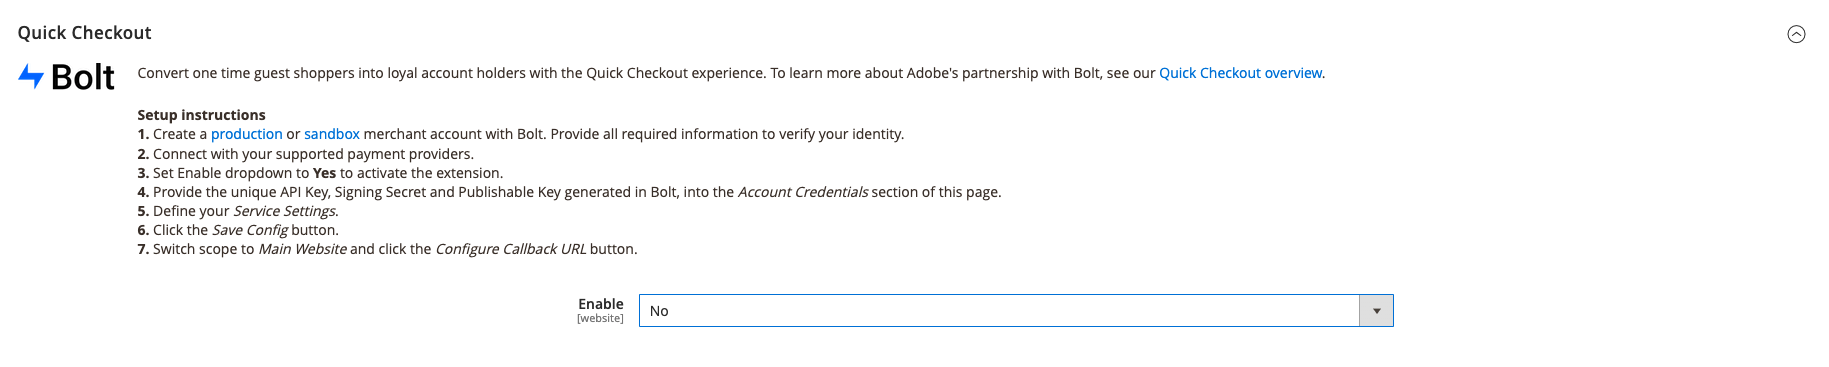 Quick Checkout
Bolt
Convert one time guest shoppers into loyal account holders with the Quick Checkout experience. To learn more about Adobe's partnership with Bolt, see our Quick Checkout overview.
Setup instructions
1. Create a production or sandbox merchant account with Bolt. Provide all required information to verify your identity.
2. Connect with your supported payment providers.
3. Set Enable dropdown to Yes to activate the extension.
4. Provide the unique API Key, Signing Secret and Publishable Key generated in Bolt, into the Account Credentials section of this page.
5. Define your Service Settings.
6. Click the Save Config button.
7. Switch scope to Main Website and click the Configure Callback URL button.
Enable
[website]
No